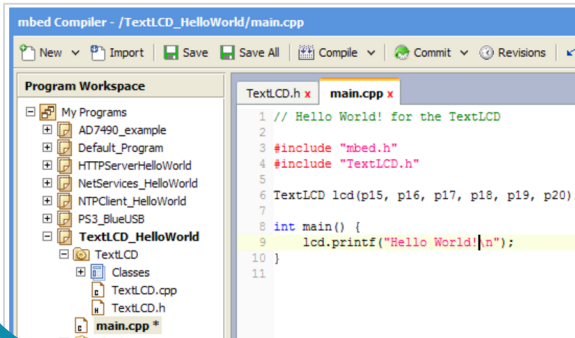 mbed Compiler - /TextLCD_HelloWorld/main.cpp
New Import Save Save All Compile Commit Revisions
Program Workspace
My Programs
AD7490_example
Default_Program
HTTPServerHelloWorld
NetServices_HelloWorld
NTPClient_HelloWorld
PS3_BlueUSB
TextLCD_HelloWorld
TextLCD
Classes
TextLCD.cpp
TextLCD.h
main.cpp *
TextLCD.h x main.cpp x
1 // Hello World! for the TextLCD
2
3 #include "mbed.h"
4 #include "TextLCD.h"
5
6 TextLCD lcd(p15, p16, p17, p18, p19, p20)
7
8 int main() {
9 lcd.printf("Hello World!\n");
10 }
11